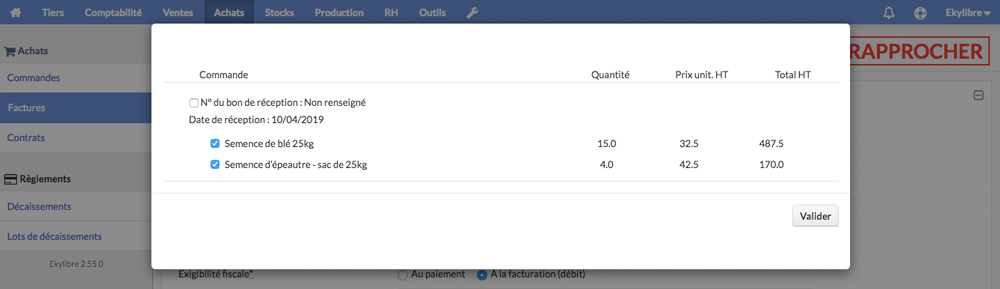 Tiers Comptabilité Ventes Achats Stocks Production RH Outils Ekylibre
Achats
RAPPROCHER
Commandes
Factures
Contrats
Règlements
Décaissements
Lots de décaissements
Ekylibre 2.55.0
Commande Quantité Prix unit. HT Total HT
N° du bon de réception : Non renseigné
Date de réception : 10/04/2019
Semence de blé 25kg 15.0 32.5 487.5
Semence d'épeautre - sac de 25kg 4.0 42.5 170.0
Valider
Exigibilité fiscale* Au paiement À la facturation (débit)